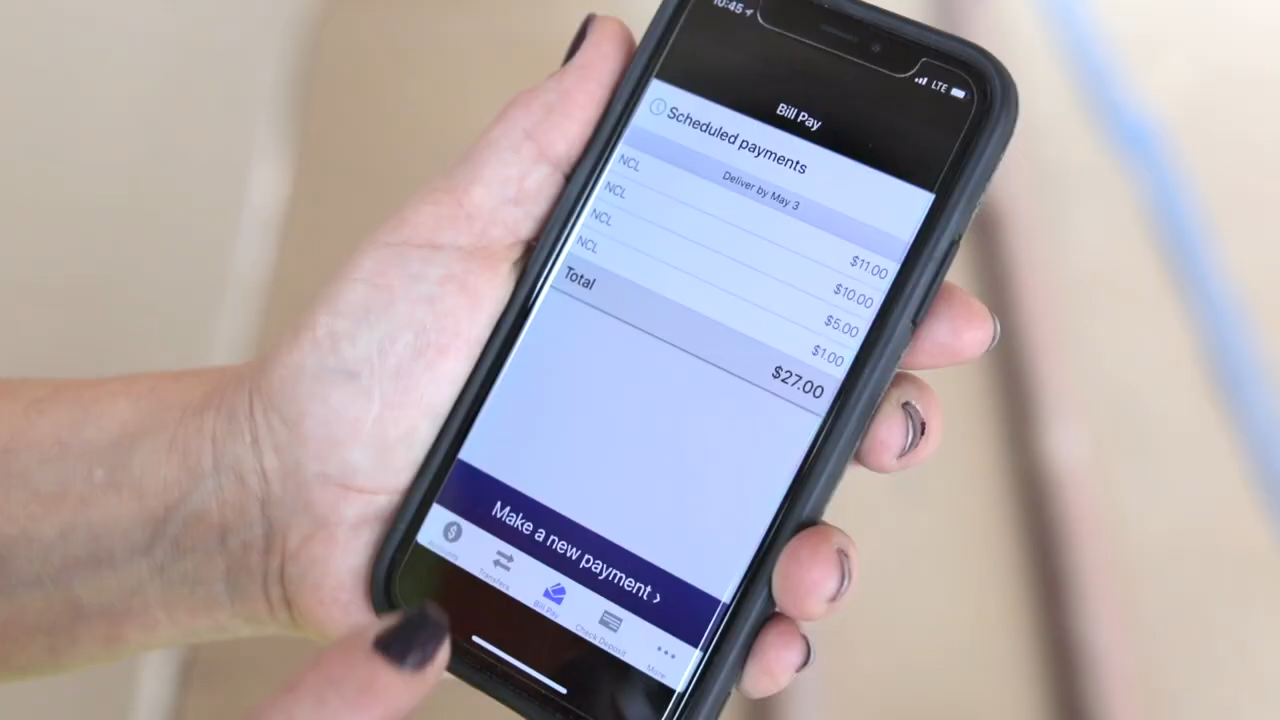 10:45
LTE
Bill Pay
Scheduled payments
Deliver by May 3
NCL $11.00
NCL $10.00
NCL $5.00
NCL $1.00
Total $27.00
Make a new payment ›
Accounts
Transfers
Bill Pay
Check Deposit
More